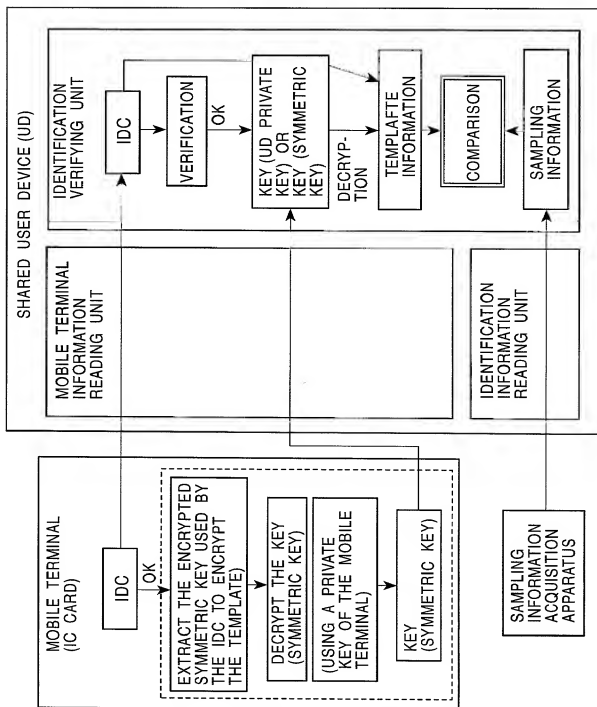 SHARED USER DEVICE (UD)
MOBILE TERMINAL
(IC CARD)
IDC
OK
EXTRACT THE ENCRYPTED
SYMMETRIC KEY USED BY
THE IDC TO ENCRYPT
THE TEMPLATE)
DECRYPT THE KEY
(SYMMETRIC KEY)
(USING A PRIVATE
KEY OF THE MOBILE
TERMINAL)
KEY
(SYMMETRIC KEY)
SAMPLING
INFORMATION
ACQUISITION
APPARATUS
MOBILE TERMINAL
INFORMATION
READING UNIT
IDENTIFICATION
INFORMATION
READING UNIT
IDENTIFICATION
VERIFYING UNIT
IDC
VERIFICATION
OK
KEY (UD PRIVATE
KEY) OR
KEY (SYMMETRIC
KEY)
DECRYP-
TION
TEMPLAFTE
INFORMATION
COMPARISON
SAMPLING
INFORMATION